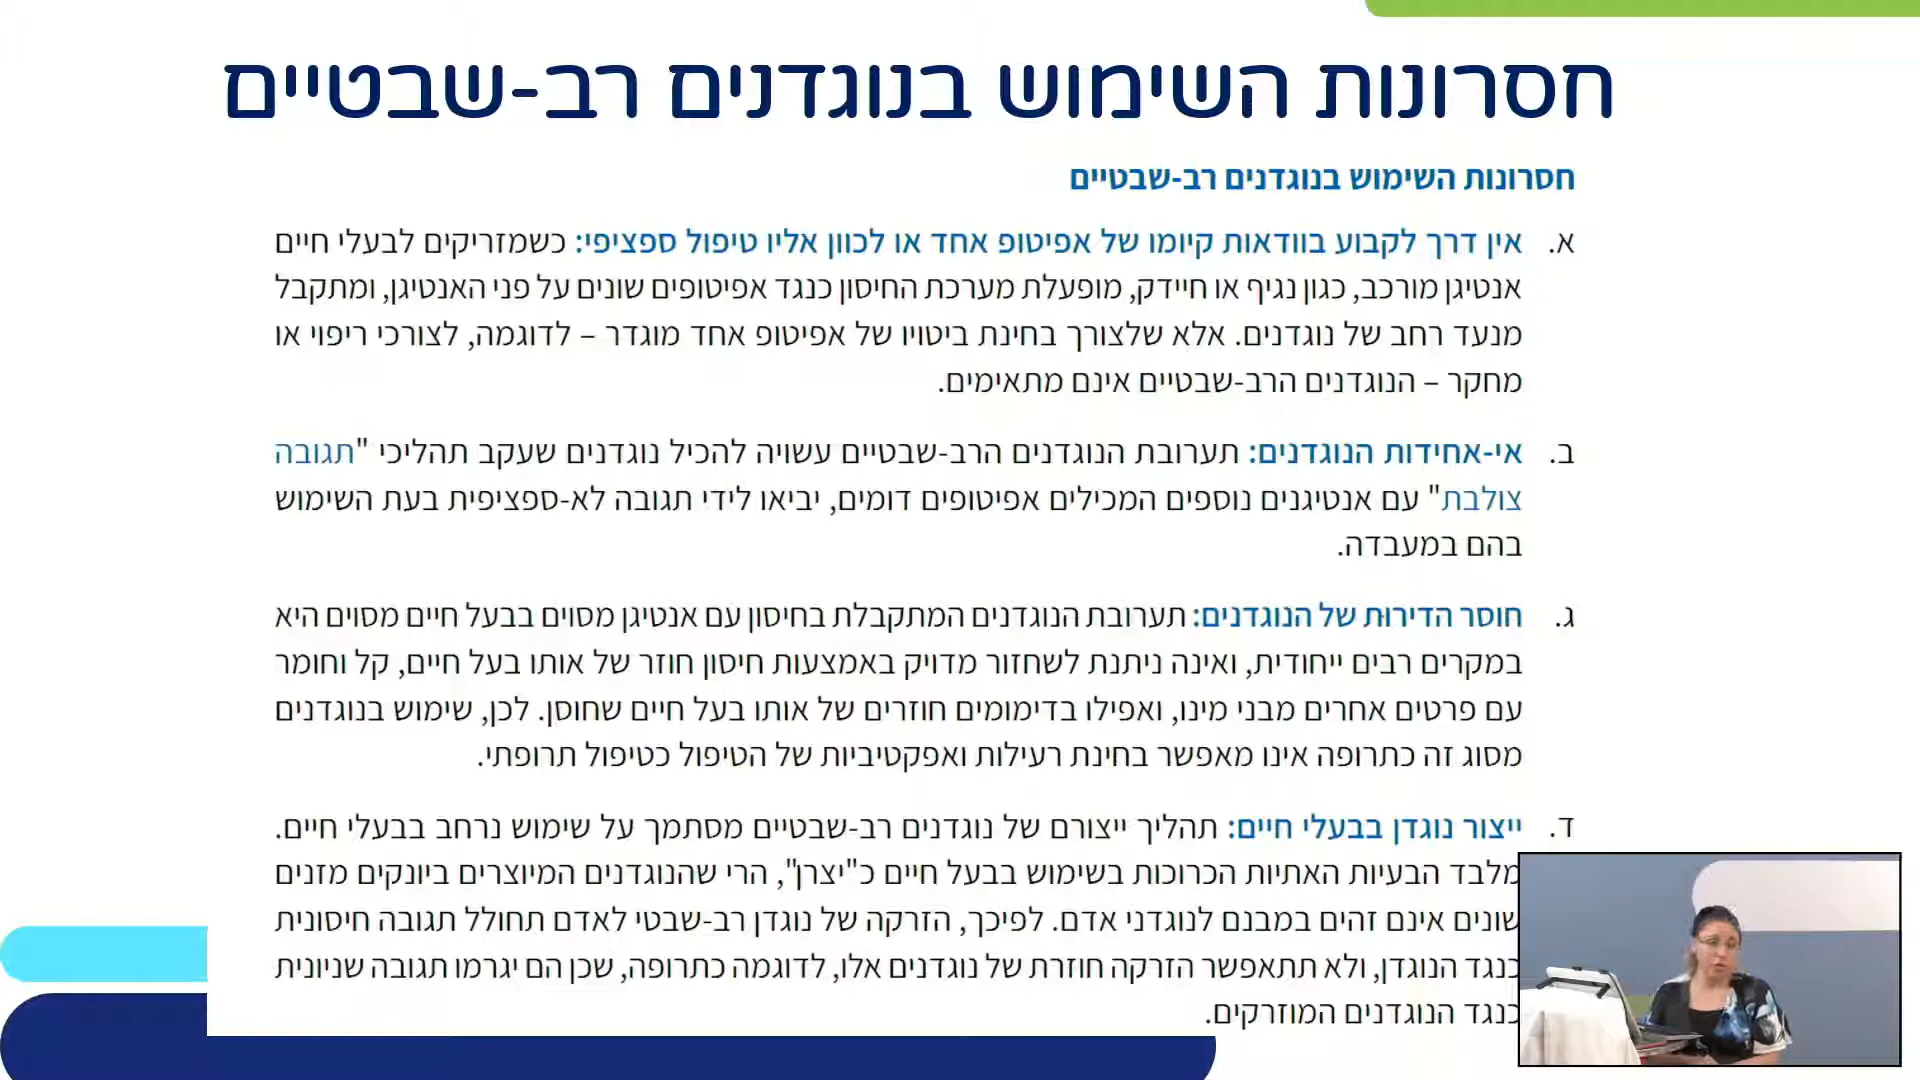 חסרונות השימוש בנוגדנים רב-שבטיים
חסרונות השימוש בנוגדנים רב-שבטיים
א. אין דרך לקבוע בוודאות קיומו של אפיטופ אחד או לכוון אליו טיפול ספציפי: כשמזריקים לבעלי חיים
אנטיגן מורכב, כגון נגיף או חיידק, מופעלת מערכת החיסון כנגד אפיטופים שונים על פני האנטיגן, ומתקבל
מנעד רחב של נוגדנים. אלא שלצורך בחינת ביטויו של אפיטופ אחד מוגדר – לדוגמה, לצורכי ריפוי או
מחקר – הנוגדנים הרב-שבטיים אינם מתאימים.
ב. אי-אחידות הנוגדנים: תערובת הנוגדנים הרב-שבטיים עשויה להכיל נוגדנים שעקב תהליכי "תגובה
צולבת" עם אנטיגנים נוספים המכילים אפיטופים דומים, יביאו לידי תגובה לא-ספציפית בעת השימוש
בהם במעבדה.
ג. חוסר הדירוּת של הנוגדנים: תערובת הנוגדנים המתקבלת בחיסון עם אנטיגן מסוים בבעל חיים מסוים היא
במקרים רבים ייחודית, ואינה ניתנת לשחזור מדויק באמצעות חיסון חוזר של אותו בעל חיים, קל וחומר
עם פרטים אחרים מבני מינו, ואפילו בדימומים חוזרים של אותו בעל חיים שחוסן. לכן, שימוש בנוגדנים
מסוג זה כתרופה אינו מאפשר בחינת רעילות ואפקטיביות של הטיפול כטיפול תרופתי.
ד. ייצור נוגדן בבעלי חיים: תהליך ייצורם של נוגדנים רב-שבטיים מסתמך על שימוש נרחב בבעלי חיים.
מלבד הבעיות האתיות הכרוכות בשימוש בבעל חיים כ"יצרן", הרי שהנוגדנים המיוצרים ביונקים מזנים
שונים אינם זהים במבנם לנוגדני אדם. לפיכך, הזרקה של נוגדן רב-שבטי לאדם תחולל תגובה חיסונית
כנגד הנוגדן, ולא תתאפשר הזרקה חוזרת של נוגדנים אלו, לדוגמה כתרופה, שכן הם יגרמו תגובה שניונית
כנגד הנוגדנים המוזרקים.